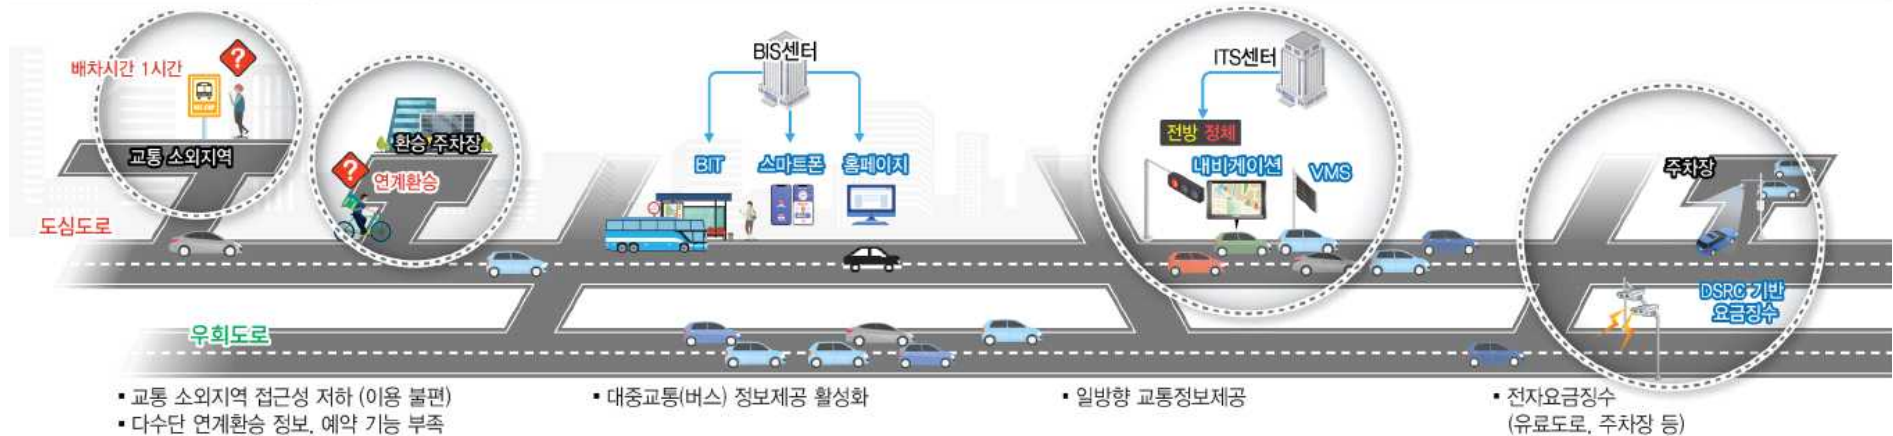 배차시간 1시간
교통 소외지역
환승 주차장
연계환승
도심도로
우회도로
BIS센터
BIT
스마트폰
홈페이지
ITS센터
전방 정체
내비게이션
VMS
주차장
DSRC 기반
요금징수
▪ 교통 소외지역 접근성 저하 (이용 불편)
▪ 다수단 연계환승 정보, 예약 기능 부족
▪ 대중교통(버스) 정보제공 활성화
▪ 일방향 교통정보제공
▪ 전자요금징수
(유료도로, 주차장 등)